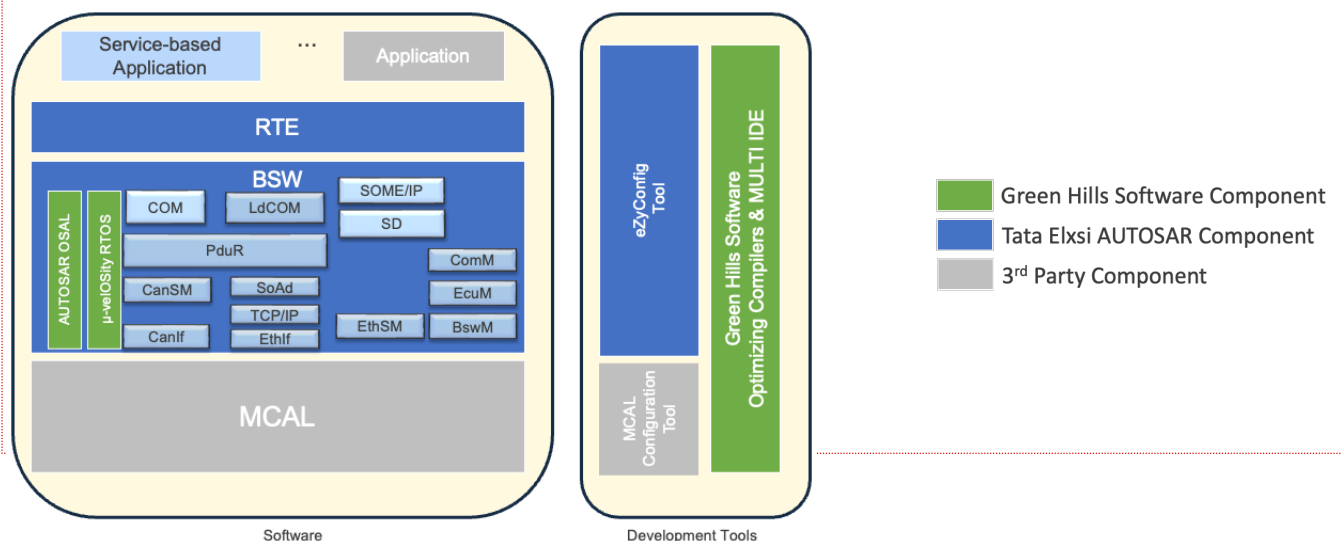 Service-based
Application
...
Application
RTE
BSW
AUTOSAR OSAL
µ-velOSity RTOS
COM
LdCOM
SOME/IP
SD
PduR
ComM
CanSM
SoAd
EcuM
TCP/IP
CanIf
EthIf
EthSM
BswM
MCAL
Software
eZyConfig
Tool
MCAL
Configuration
Tool
Green Hills Software
Optimizing Compilers & MULTI IDE
Development Tools
Green Hills Software Component
Tata Elxsi AUTOSAR Component
3rd Party Component